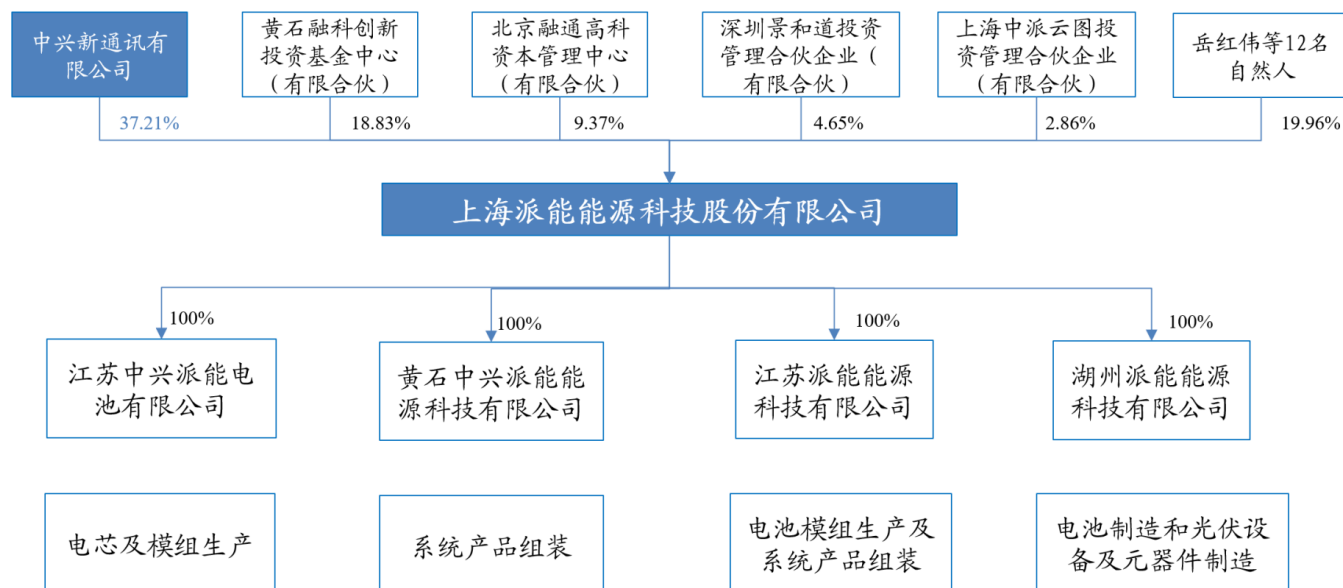 中兴新通讯有
限公司
黄石融科创新
投资基金中心
（有限合伙）
北京融通高科
资本管理中心
（有限合伙）
深圳景和道投资
管理合伙企业（
有限合伙）
上海中派云图投
资管理合伙企业
（有限合伙）
岳红伟等12名
自然人
37.21%
18.83%
9.37%
4.65%
2.86%
19.96%
上海派能能源科技股份有限公司
100%
100%
100%
100%
江苏中兴派能电
池有限公司
黄石中兴派能能
源科技有限公司
江苏派能能源
科技有限公司
湖州派能能源
科技有限公司
电芯及模组生产
系统产品组装
电池模组生产及
系统产品组装
电池制造和光伏设
备及元器件制造